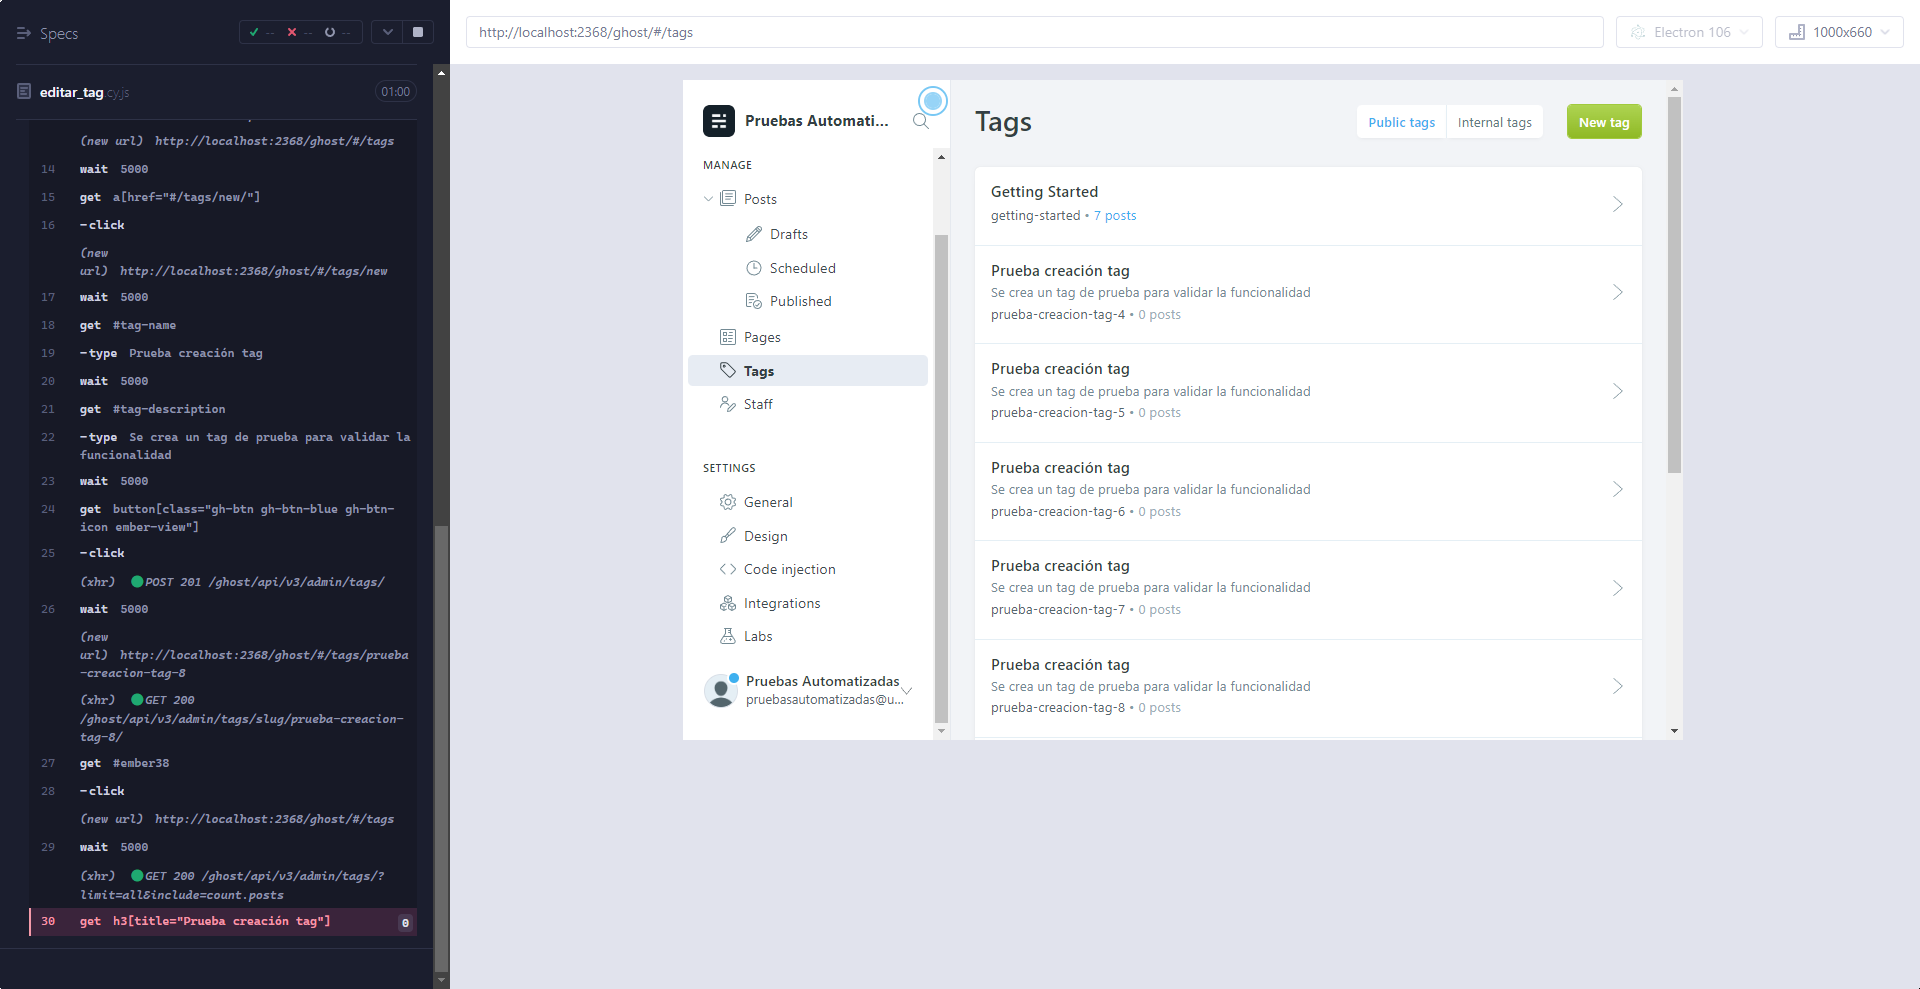 Specs
-- -- --
editar_tag.cy.js
01:00
(new url) http://localhost:2368/ghost/#/tags
14 wait 5000
15 get a[href="#/tags/new/"]
16 -click
(new
url) http://localhost:2368/ghost/#/tags/new
17 wait 5000
18 get #tag-name
19 -type Prueba creación tag
20 wait 5000
21 get #tag-description
22 -type Se crea un tag de prueba para validar la
funcionalidad
23 wait 5000
24 get button[class="gh-btn gh-btn-blue gh-btn-
icon ember-view"]
25 -click
(xhr) POST 201 /ghost/api/v3/admin/tags/
26 wait 5000
(new
url) http://localhost:2368/ghost/#/tags/prueba
-creacion-tag-8
(xhr) GET 200
/ghost/api/v3/admin/tags/slug/prueba-creacion-
tag-8/
27 get #ember38
28 -click
(new url) http://localhost:2368/ghost/#/tags
29 wait 5000
(xhr) GET 200 /ghost/api/v3/admin/tags/?
limit=all&include=count.posts
30 get h3[title="Prueba creación tag"] 0
http://localhost:2368/ghost/#/tags
Electron 106
1000x660
Pruebas Automati...
MANAGE
Posts
Drafts
Scheduled
Published
Pages
Tags
Staff
SETTINGS
General
Design
Code injection
Integrations
Labs
Pruebas Automatizadas
pruebasautomatizadas@u...
Tags
Public tags
Internal tags
New tag
Getting Started
getting-started • 7 posts
Prueba creación tag
Se crea un tag de prueba para validar la funcionalidad
prueba-creacion-tag-4 • 0 posts
Prueba creación tag
Se crea un tag de prueba para validar la funcionalidad
prueba-creacion-tag-5 • 0 posts
Prueba creación tag
Se crea un tag de prueba para validar la funcionalidad
prueba-creacion-tag-6 • 0 posts
Prueba creación tag
Se crea un tag de prueba para validar la funcionalidad
prueba-creacion-tag-7 • 0 posts
Prueba creación tag
Se crea un tag de prueba para validar la funcionalidad
prueba-creacion-tag-8 • 0 posts